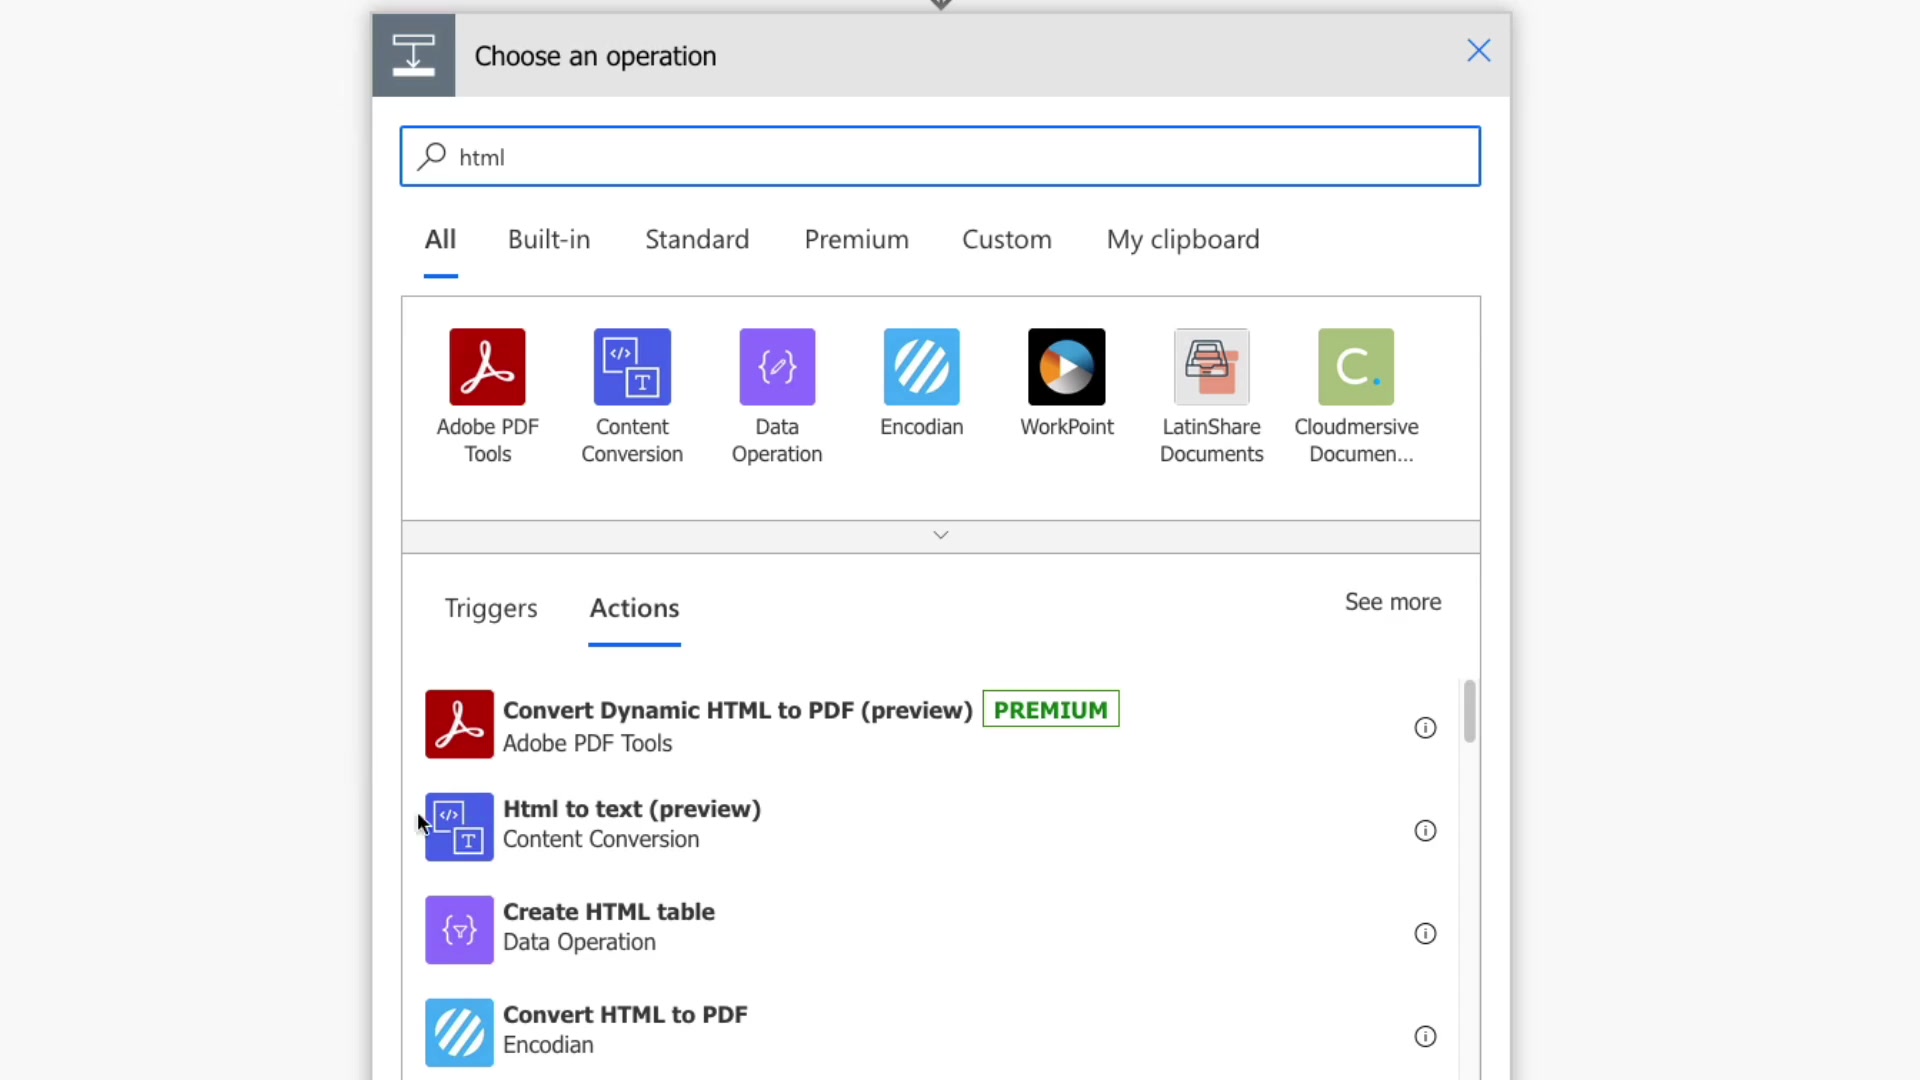 Choose an operation
html
All Built-in Standard Premium Custom My clipboard
Adobe PDF Tools
Content Conversion
Data Operation
Encodian
WorkPoint
LatinShare Documents
C.
Cloudmersive Documen...
Triggers Actions See more
Convert Dynamic HTML to PDF (preview) PREMIUM
Adobe PDF Tools
Html to text (preview)
Content Conversion
Create HTML table
Data Operation
Convert HTML to PDF
Encodian